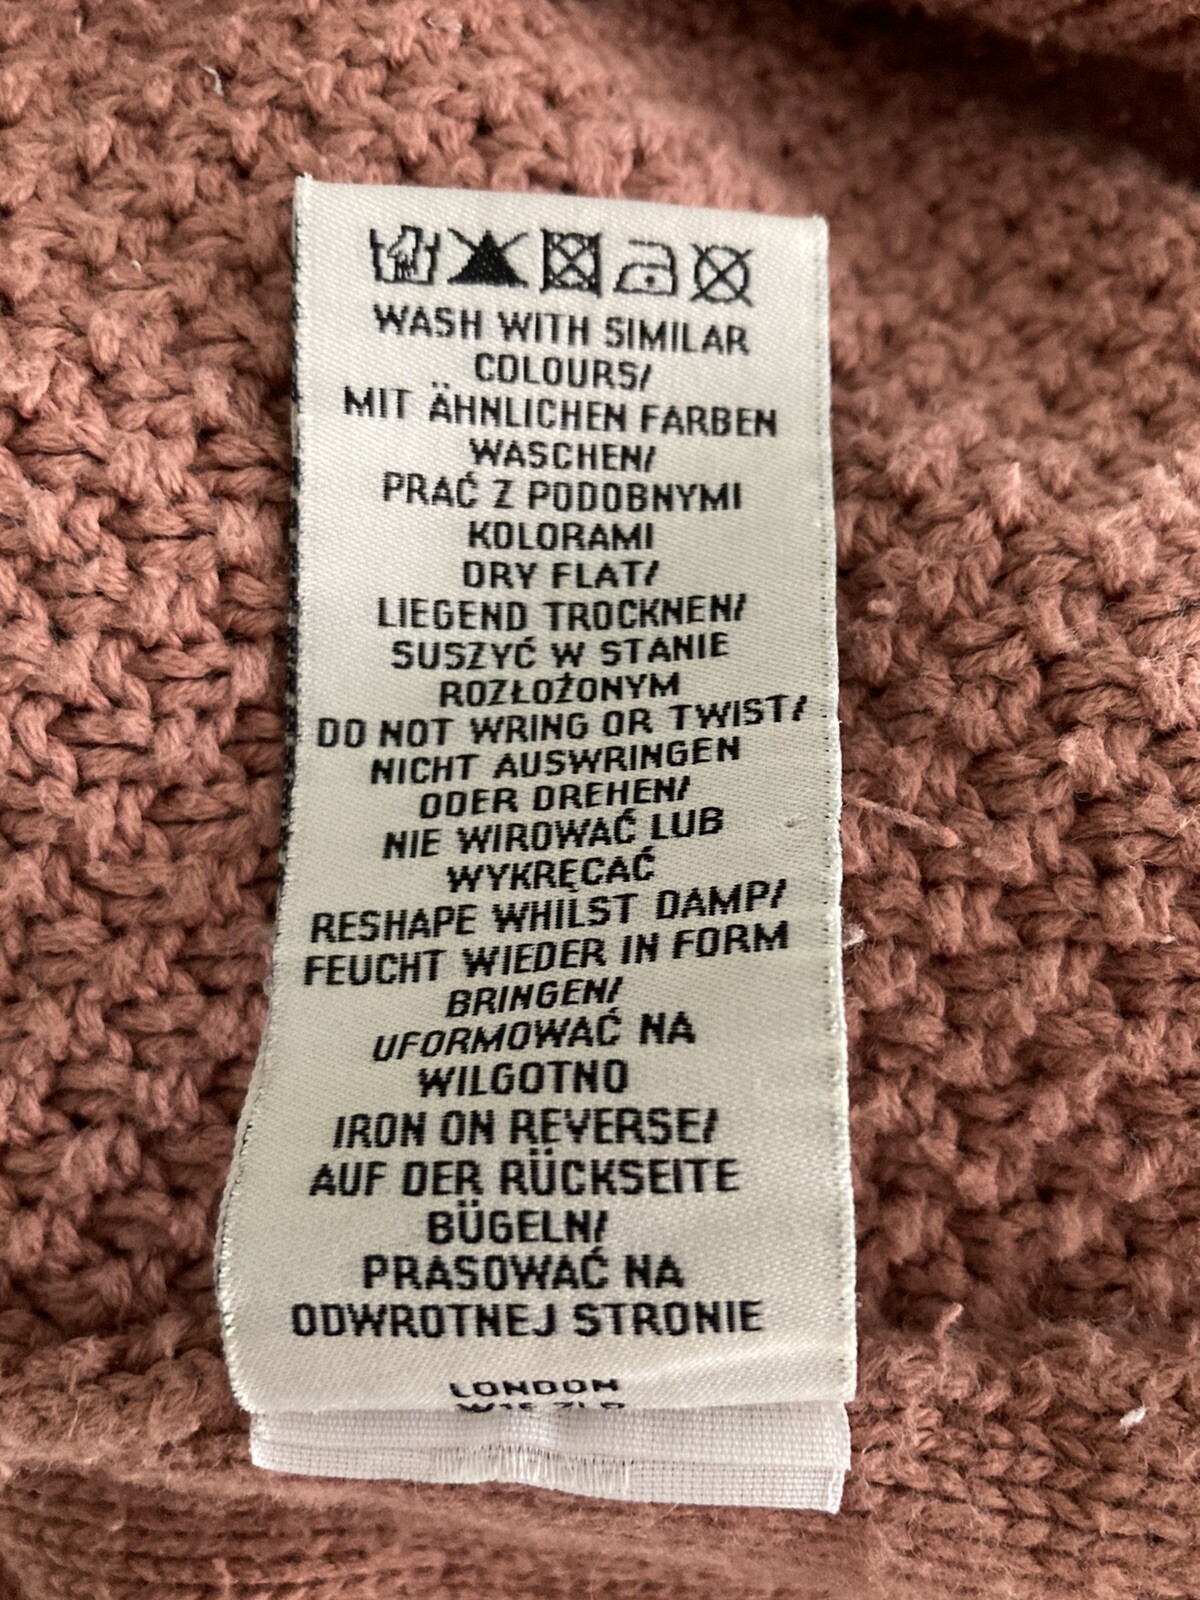 WASH WITH SIMILAR
COLOURS/
MIT ÄHNLICHEN FARBEN
WASCHEN/
PRAĆ Z PODOBNYMI
KOLORAMI
DRY FLAT/
LIEGEND TROCKNEN/
SUSZYĆ W STANIE
ROZŁOŻONYM
DO NOT WRING OR TWIST/
NICHT AUSWRINGEN
ODER DREHEN/
NIE WIROWAĆ LUB
WYKRĘCAĆ
RESHAPE WHILST DAMP/
FEUCHT WIEDER IN FORM
BRINGEN/
UFORMOWAĆ NA
WILGOTNO
IRON ON REVERSE/
AUF DER RÜCKSEITE
BÜGELN/
PRASOWAĆ NA
ODWROTNEJ STRONIE
LONDON